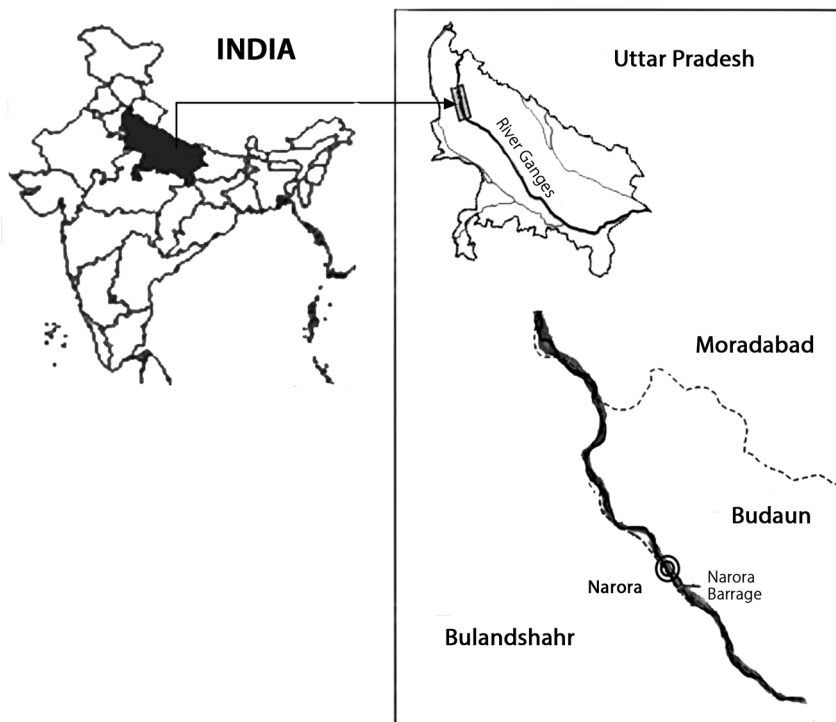 INDIA
Uttar Pradesh
River Ganges
Moradabad
Budaun
Narora
Narora
Barrage
Bulandshahr